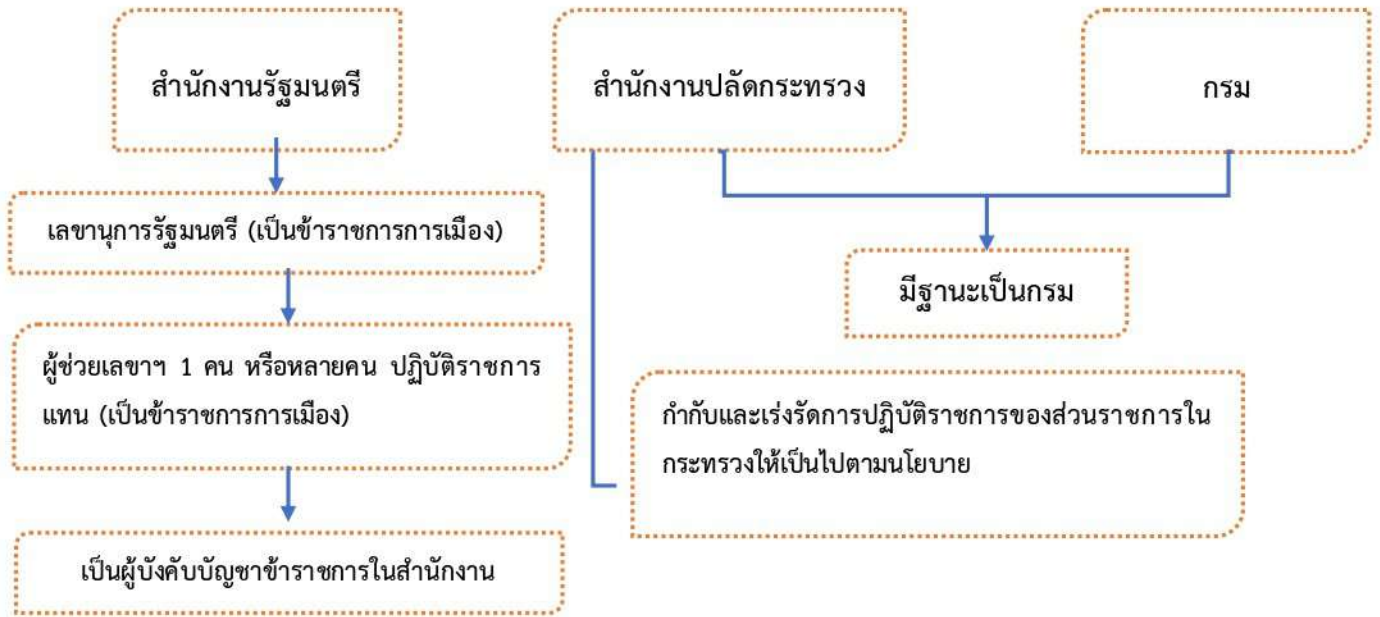 สำนักงานรัฐมนตรี
สำนักงานปลัดกระทรวง
กรม
เลขานุการรัฐมนตรี (เป็นข้าราชการการเมือง)
มีฐานะเป็นกรม
ผู้ช่วยเลขาฯ 1 คน หรือหลายคน ปฏิบัติราชการ
แทน (เป็นข้าราชการการเมือง)
กำกับและเร่งรัดการปฏิบัติราชการของส่วนราชการใน
กระทรวงให้เป็นไปตามนโยบาย
เป็นผู้บังคับบัญชาข้าราชการในสำนักงาน